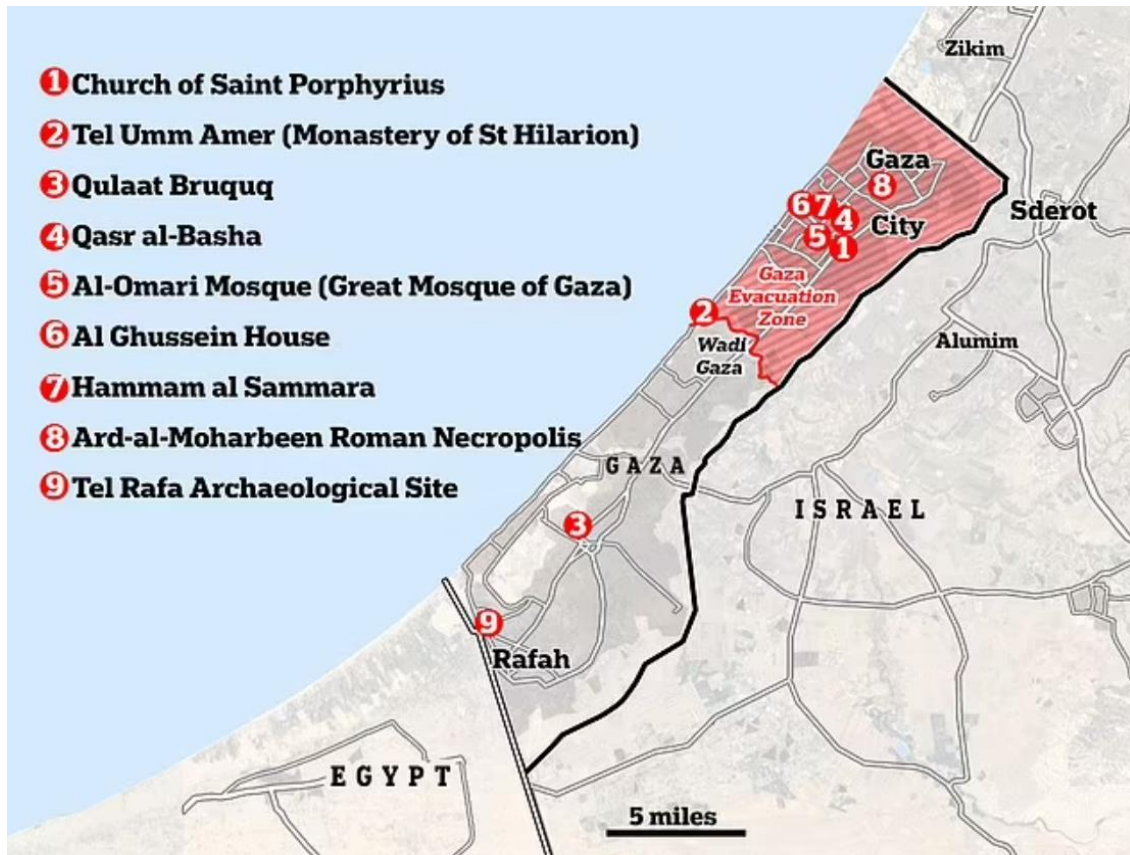 1 Church of Saint Porphyrius
2 Tel Umm Amer (Monastery of St Hilarion)
3 Qulaat Bruquq
4 Qasr al-Basha
5 Al-Omari Mosque (Great Mosque of Gaza)
6 Al Ghussein House
7 Hammam al Sammara
8 Ard-al-Moharbeen Roman Necropolis
9 Tel Rafa Archaeological Site
Zikim
Gaza
8
6 7 4
City
5 1
Sderot
Gaza
Evacuation
Zone
2
Wadi
Gaza
Alumim
GAZA
ISRAEL
3
9
Rafah
EGYPT
5 miles